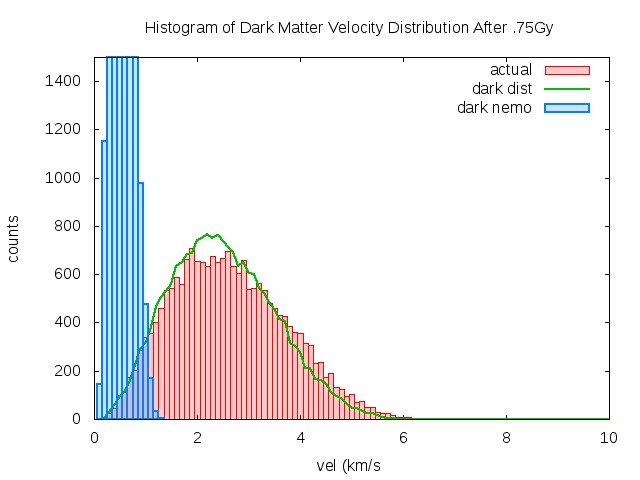 Histogram of Dark Matter Velocity Distribution After .75Gy
actual
dark dist
dark nemo
1400
1200
1000
800
600
400
200
0
counts
0 2 4 6 8 10
vel (km/s